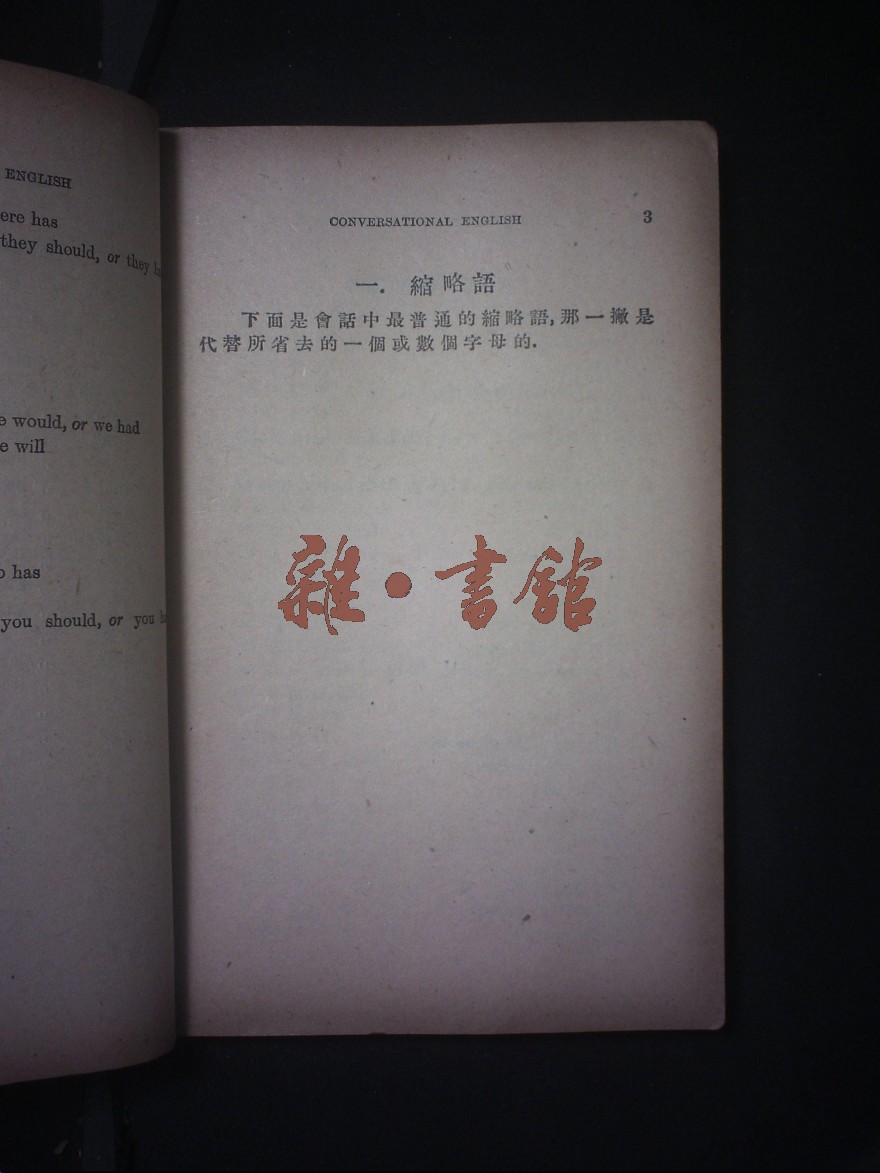 ENGLISH
ere has
they should, or they
e would, or we had
e will
has
you should, or you
CONVERSATIONAL ENGLISH 3
一. 縮略語
下面是會話中最普通的縮略語,那一撇是
代替所省去的一個或數個字母的.
雜·書館